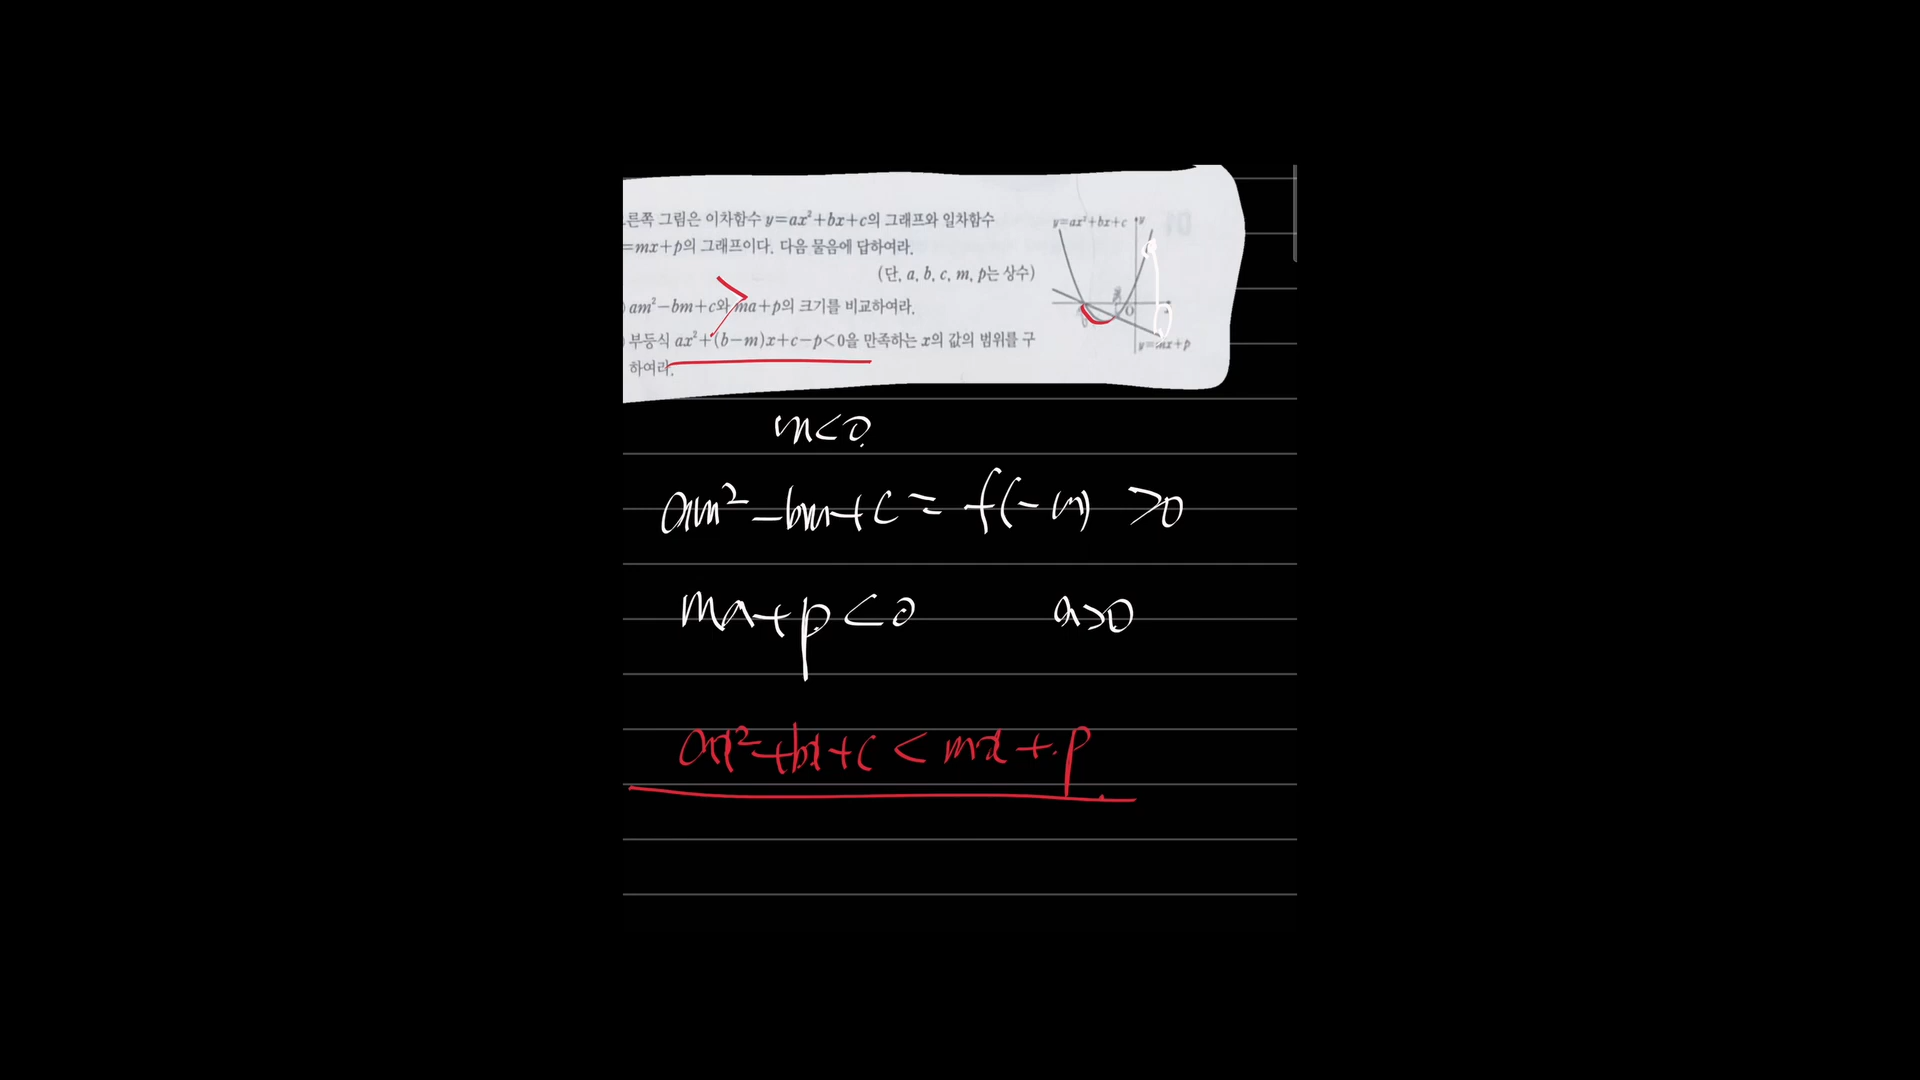 른쪽 그림은 이차함수 y=ax²+bx+c의 그래프와 일차함수
=mx+p의 그래프이다. 다음 물음에 답하여라.
(단, a, b, c, m, p는 상수)
) am²-bm+c와 ma+p의 크기를 비교하여라.
) 부등식 ax²+(b-m)x+c-p<0을 만족하는 x의 값의 범위를 구
하여라.
y=ax²+bx+c
y
O
y=mx+p
m<0
am²-bm+c = f(-m) >0
ma+p<0 a>0
ax²+bx+c < mx+p